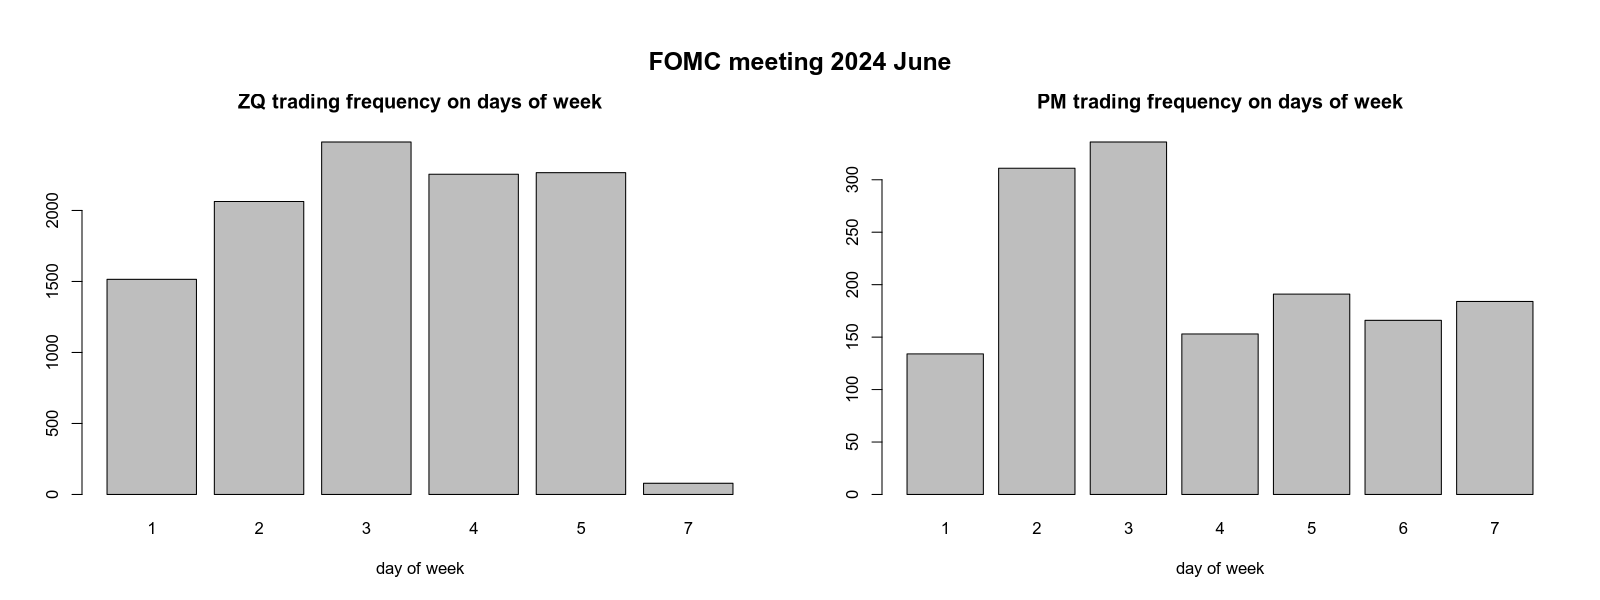 FOMC meeting 2024 June
ZQ trading frequency on days of week
2000
1500
1000
500
0
1 2 3 4 5 7
day of week
PM trading frequency on days of week
300
250
200
150
100
50
0
1 2 3 4 5 6 7
day of week